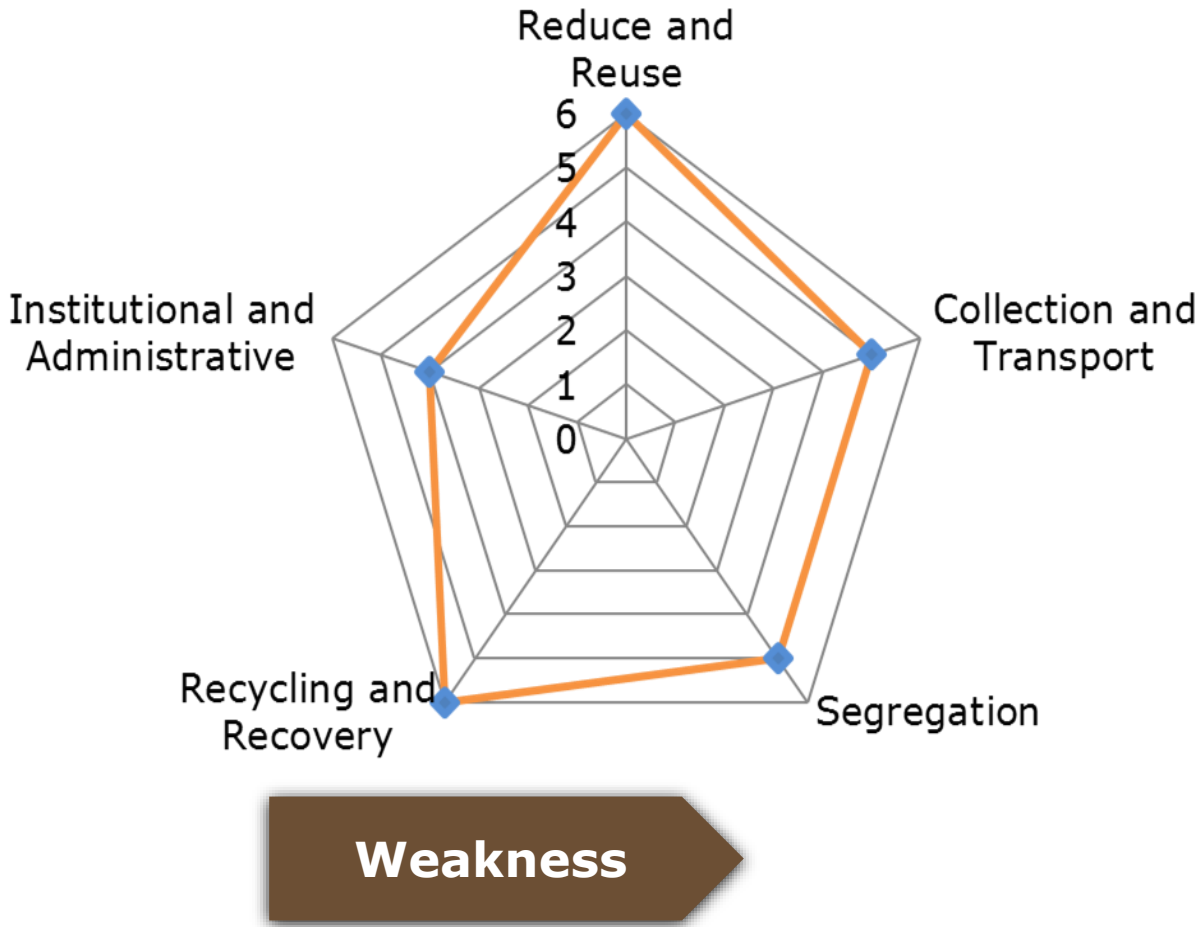 Reduce and
Reuse
6
5
4
3
2
1
0
Institutional and
Administrative
Collection and
Transport
Recycling and
Recovery
Segregation
Weakness